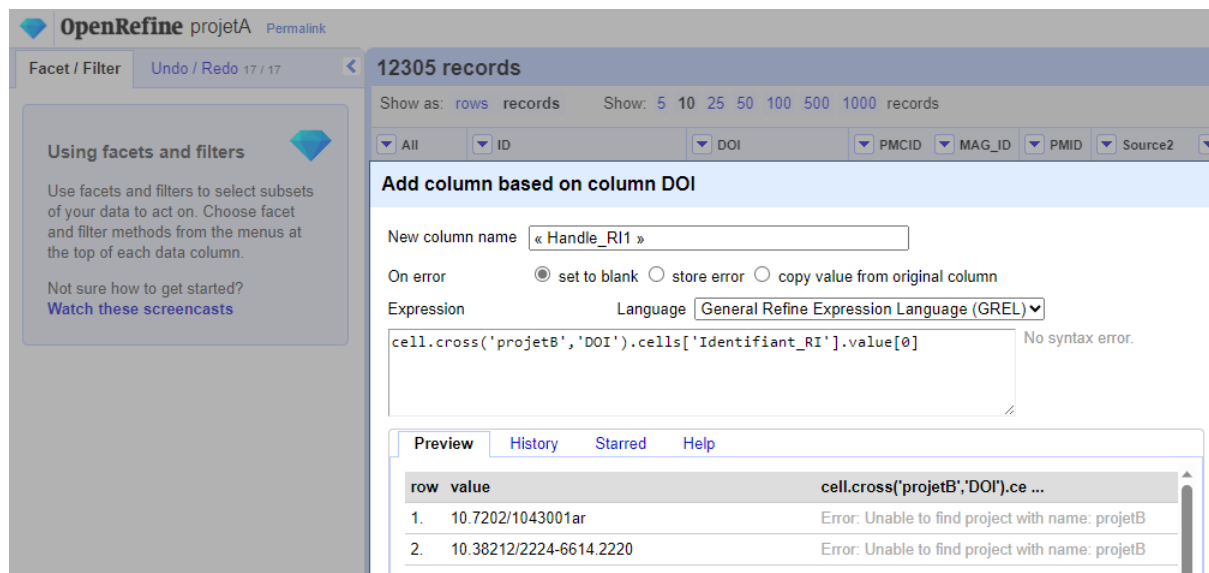 OpenRefine projetA Permalink
Facet / Filter Undo / Redo 17 / 17
12305 records
Show as: rows records Show: 5 10 25 50 100 500 1000 records
All ID DOI PMCID MAG_ID PMID Source2
Using facets and filters
Use facets and filters to select subsets
of your data to act on. Choose facet
and filter methods from the menus at
the top of each data column.
Not sure how to get started?
Watch these screencasts
Add column based on column DOI
New column name « Handle_RI1 »
On error set to blank store error copy value from original column
Expression Language General Refine Expression Language (GREL)
cell.cross('projetB','DOI').cells['Identifiant_RI'].value[0]
No syntax error.
Preview History Starred Help
row value cell.cross('projetB','DOI').ce ...
1. 10.7202/1043001ar Error: Unable to find project with name: projetB
2. 10.38212/2224-6614.2220 Error: Unable to find project with name: projetB